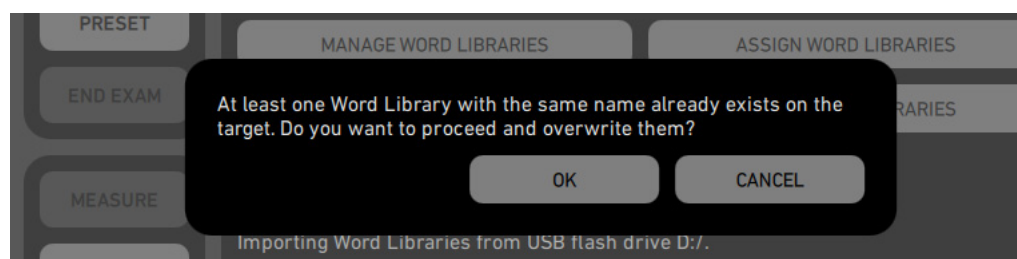 PRESET
MANAGE WORD LIBRARIES
ASSIGN WORD LIBRARIES
END EXAM
At least one Word Library with the same name already exists on the
target. Do you want to proceed and overwrite them?
RARIES
OK
CANCEL
MEASURE
Importing Word Libraries from USB flash drive D:/.